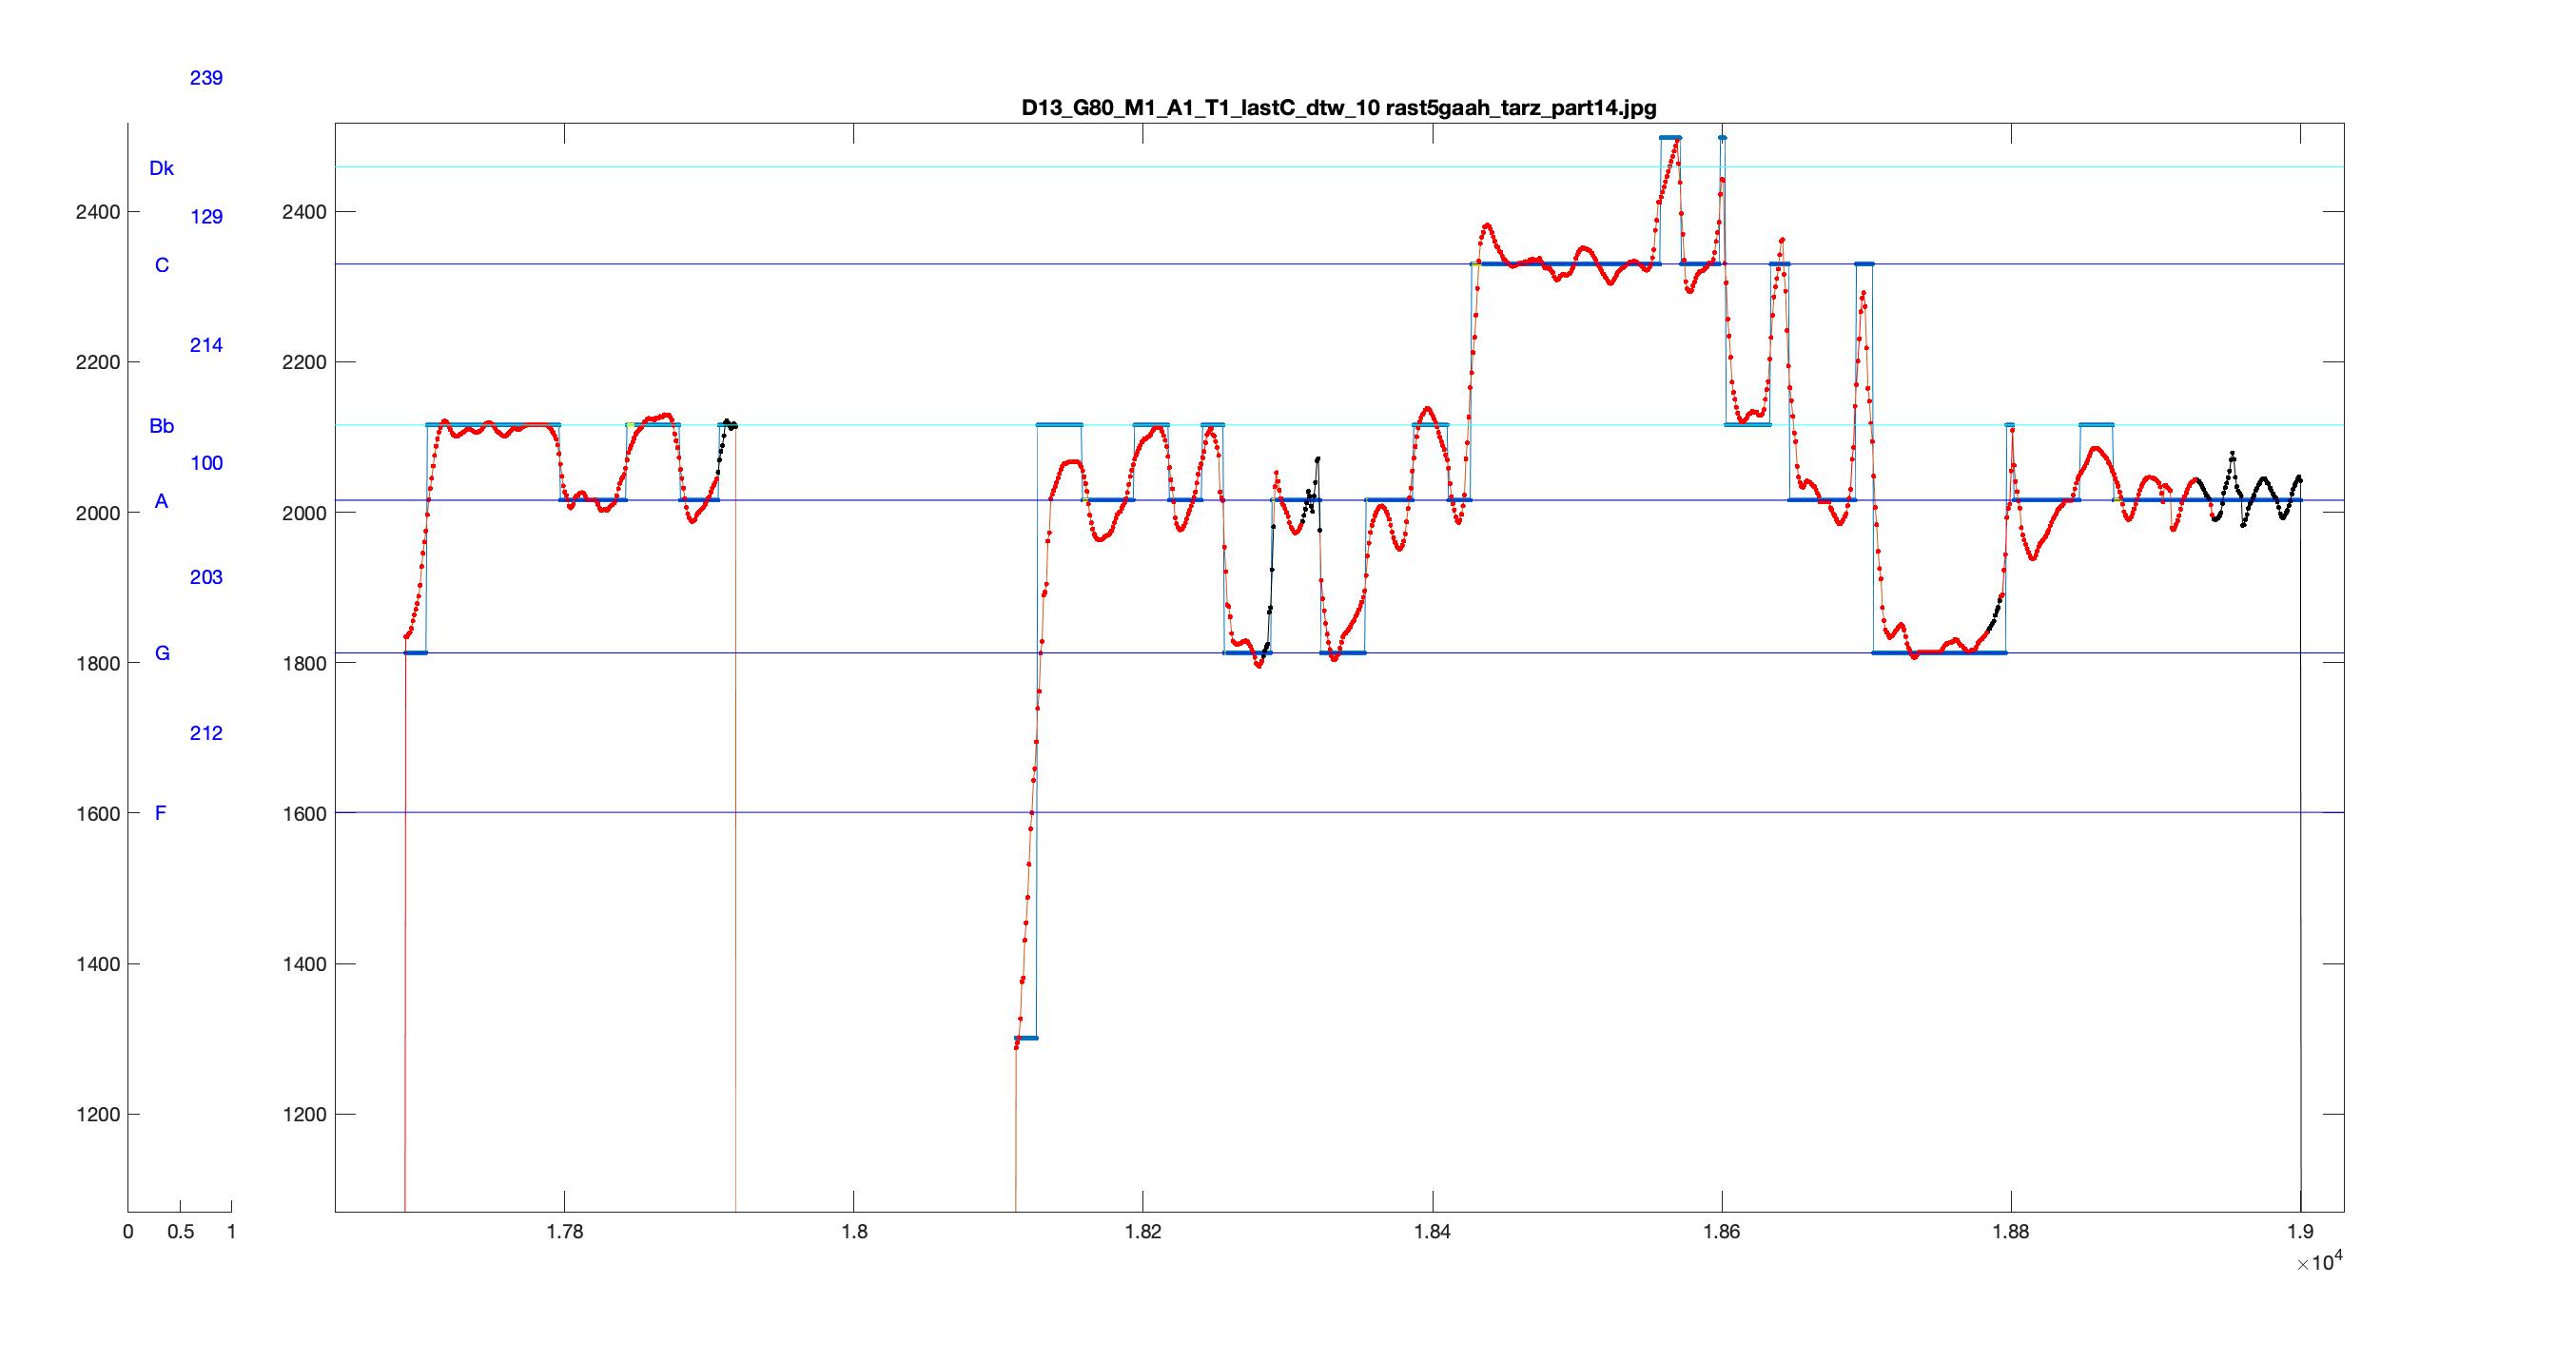 239
D13_G80_M1_A1_T1_lastC_dtw_10 rast5gaah_tarz_part14.jpg
Dk
2400 129 2400
C
214
2200 2200
Bb
100
A
2000 2000
203
G
1800 1800
212
1600 F 1600
1400 1400
1200 1200
0 0.5 1 1.78 1.8 1.82 1.84 1.86 1.88 1.9
×10⁴